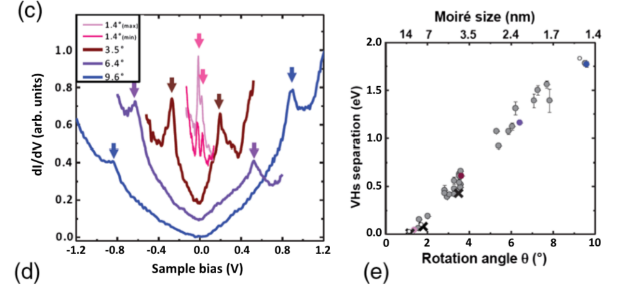 (c)
1.4°(max)
1.4°(min)
3.5°
6.4°
9.6°
dI/dV (arb. units)
1.0
0.8
0.6
0.4
0.2
0.0
-1.2 -0.8 -0.4 0.0 0.4 0.8 1.2
Sample bias (V)
(d)
Moiré size (nm)
14 7 3.5 2.4 1.7 1.4
VHs separation (eV)
2.0
1.5
1.0
0.5
0.0
0 2 4 6 8 10
Rotation angle θ (°)
(e)